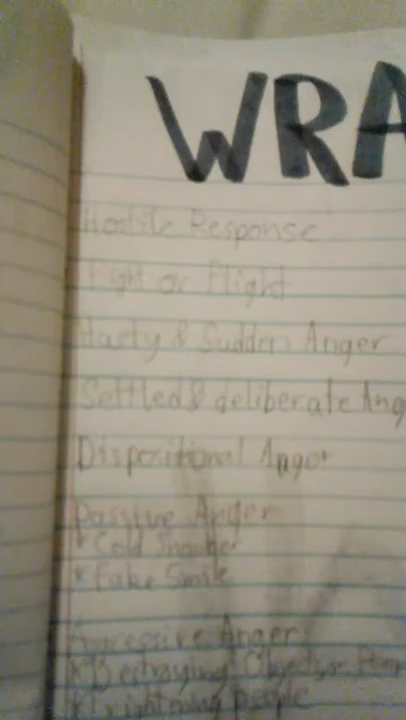 WRA
Hostile Response
Fight or Flight
Hasty & Sudden Anger
Settled & deliberate Ang
Dispositional Anger
Passive Anger
* Cold Shoulder
* Fake Smile
Aggressive Anger
* Destroying Objects, or
* Frightning people